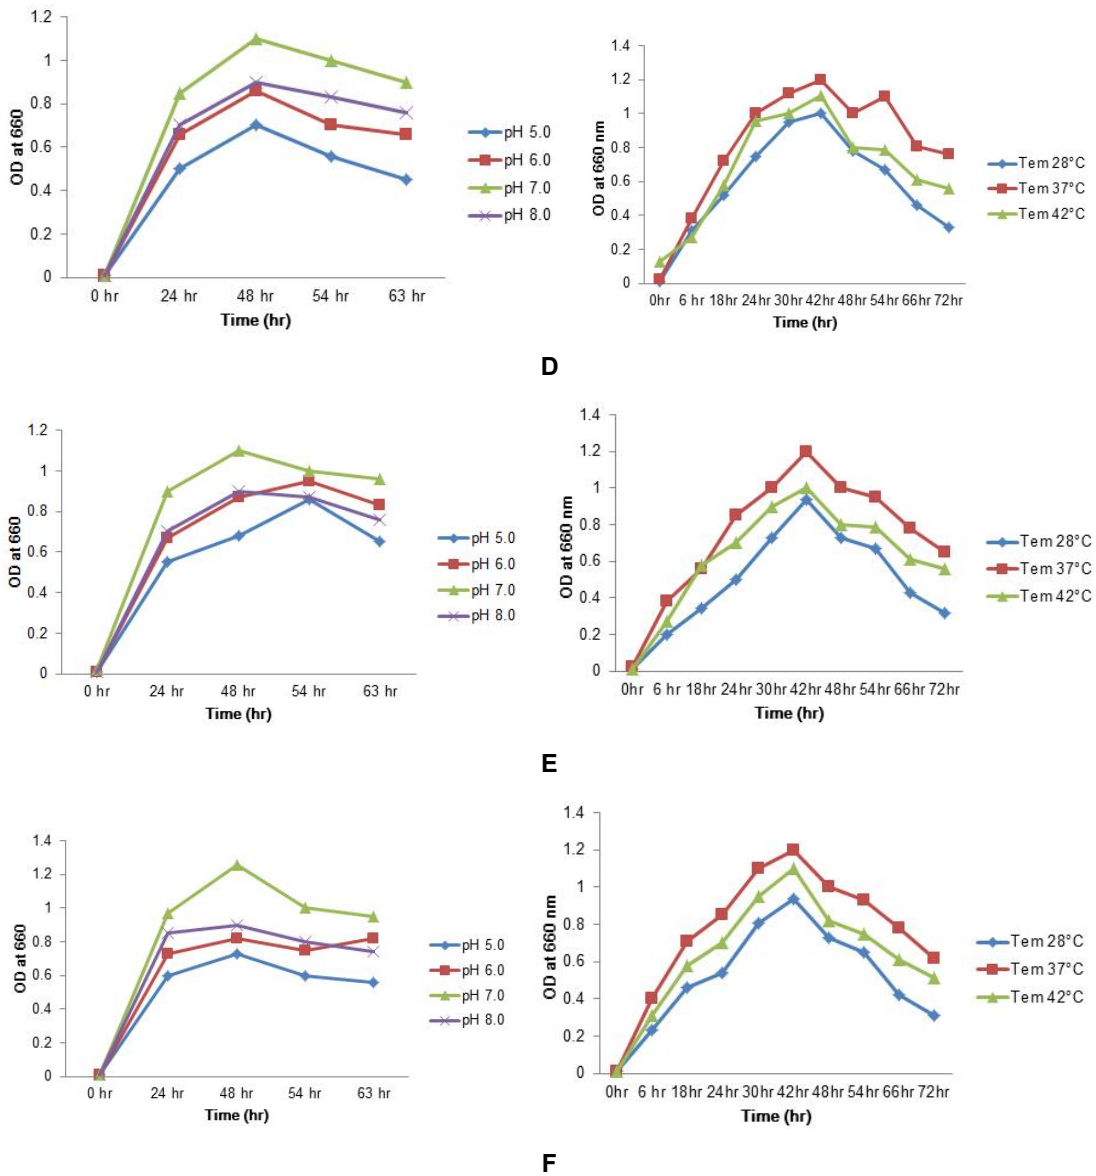 1.2
1
0.8
0.6
0.4
0.2
0
OD at 660
0 hr 24 hr 48 hr 54 hr 63 hr
Time (hr)
pH 5.0
pH 6.0
pH 7.0
pH 8.0
1.4
1.2
1
0.8
0.6
0.4
0.2
0
OD at 660 nm
0hr 6 hr 18hr 24hr 30hr 42hr 48hr 54hr 66hr 72hr
Time (hr)
Tem 28°C
Tem 37°C
Tem 42°C
D
1.2
1
0.8
0.6
0.4
0.2
0
OD at 660
0 hr 24 hr 48 hr 54 hr 63 hr
Time (hr)
pH 5.0
pH 6.0
pH 7.0
pH 8.0
1.4
1.2
1
0.8
0.6
0.4
0.2
0
OD at 660 nm
0hr 6 hr 18hr 24hr 30hr 42hr 48hr 54hr 66hr 72hr
Time (hr)
Tem 28°C
Tem 37°C
Tem 42°C
E
1.4
1.2
1
0.8
0.6
0.4
0.2
0
OD at 660
0 hr 24 hr 48 hr 54 hr 63 hr
Time (hr)
pH 5.0
pH 6.0
pH 7.0
pH 8.0
1.4
1.2
1
0.8
0.6
0.4
0.2
0
OD at 660 nm
0hr 6 hr 18hr 24hr 30hr 42hr 48hr 54hr 66hr 72hr
Time (hr)
Tem 28°C
Tem 37°C
Tem 42°C
F